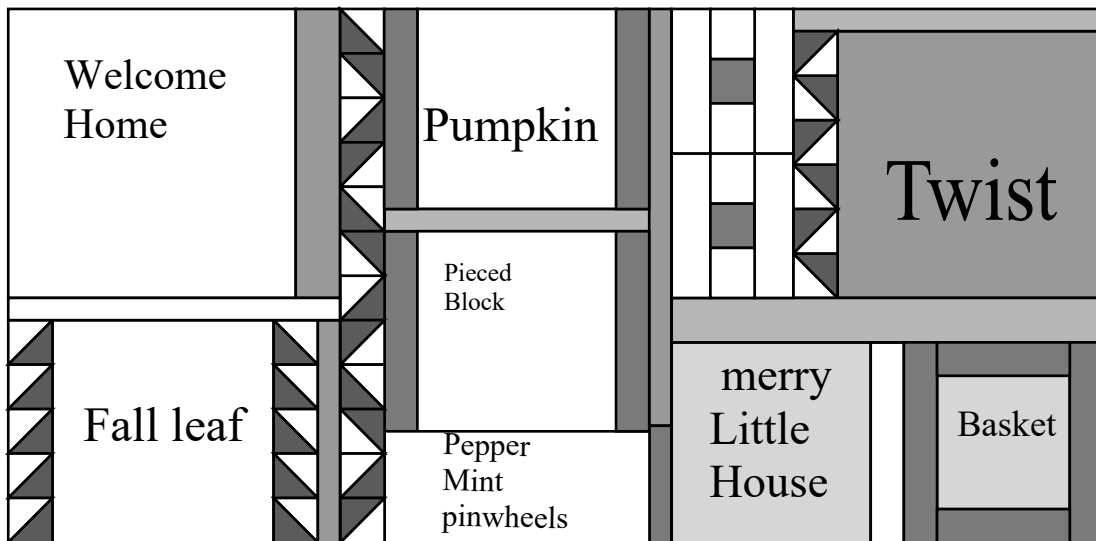 Welcome
Home
Pumpkin
Twist
Pieced
Block
Fall leaf
merry
Little
House
Basket
Pepper
Mint
pinwheels